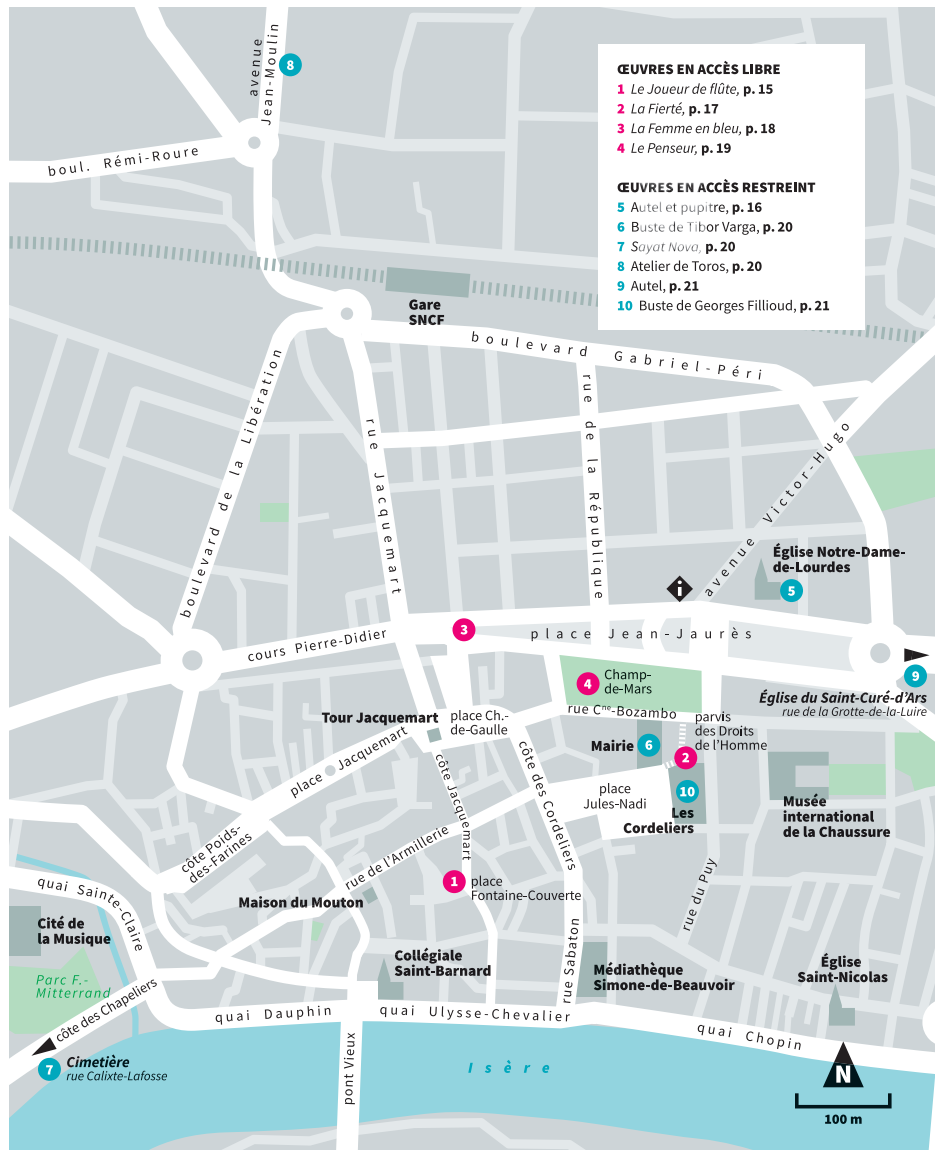 avenue
Jean-Moulin
8
boul. Rémi-Roure
ŒUVRES EN ACCÈS LIBRE
1 Le Joueur de flûte, p. 15
2 La Fierté, p. 17
3 La Femme en bleu, p. 18
4 Le Penseur, p. 19
ŒUVRES EN ACCÈS RESTREINT
5 Autel et pupitre, p. 16
6 Buste de Tibor Varga, p. 20
7 Sayat Nova, p. 20
8 Atelier de Toros, p. 20
9 Autel, p. 21
10 Buste de Georges Fillioud, p. 21
Gare
SNCF
boulevard Gabriel-Péri
boulevard de la Libération
rue Jacquemart
rue de la République
avenue Victor-Hugo
Église Notre-Dame-
de-Lourdes
5
i
3
cours Pierre-Didier
place Jean-Jaurès
9
Église du Saint-Curé-d'Ars
rue de la Grotte-de-la-Luire
4
Champ-
de-Mars
rue Cne-Bozambo
Tour Jacquemart
place Ch.-
de-Gaulle
parvis
des Droits
de l'Homme
Mairie
6
2
place Jacquemart
côte Jacquemart
côte des Cordeliers
place
Jules-Nadi
10
Les
Cordeliers
Musée
international
de la Chaussure
côte Poids-
des-Farines
rue de l'Armillerie
1
place
Fontaine-Couverte
rue du Puy
quai Sainte-Claire
Maison du Mouton
Cité de
la Musique
Collégiale
Saint-Barnard
rue Sabaton
Médiathèque
Simone-de-Beauvoir
Église
Saint-Nicolas
Parc F.-
Mitterrand
côte des Chapeliers
quai Dauphin
quai Ulysse-Chevalier
quai Chopin
7
Cimetière
rue Calixte-Lafosse
pont Vieux
Isère
N
100 m